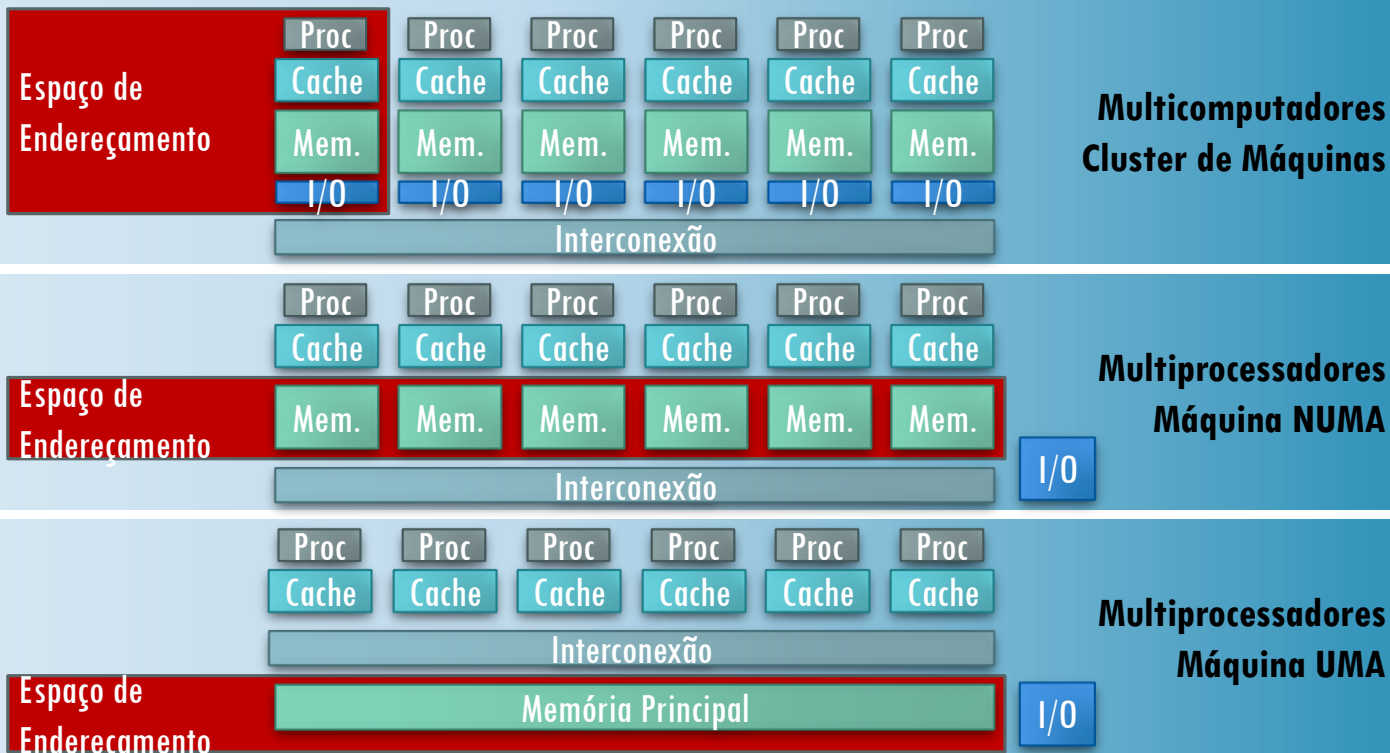 Proc Proc Proc Proc Proc Proc
Cache Cache Cache Cache Cache Cache
Espaço de
Endereçamento
Mem. Mem. Mem. Mem. Mem. Mem.
I/O I/O I/O I/O I/O I/O
Interconexão
Multicomputadores
Cluster de Máquinas
Proc Proc Proc Proc Proc Proc
Cache Cache Cache Cache Cache Cache
Espaço de
Endereçamento
Mem. Mem. Mem. Mem. Mem. Mem.
Interconexão
I/O
Multiprocessadores
Máquina NUMA
Proc Proc Proc Proc Proc Proc
Cache Cache Cache Cache Cache Cache
Interconexão
Espaço de
Endereçamento
Memória Principal
I/O
Multiprocessadores
Máquina UMA